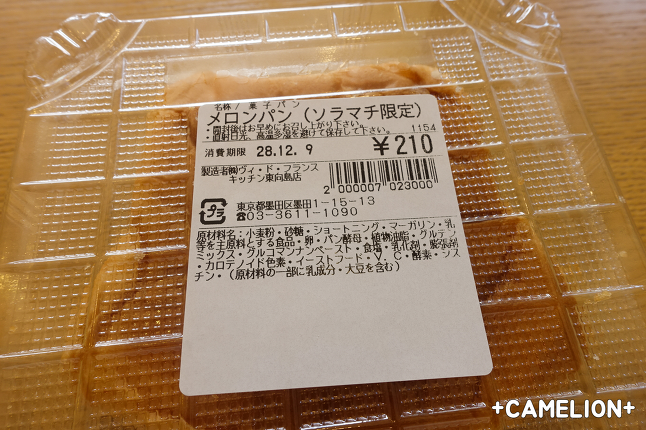 名称/菓子パン
メロンパン(ソラマチ限定)
・開封後はお早めにお召し上がり下さい。
・直射日光、高温多湿を避けて保存して下さい。
1154
消費期限 28.12. 9 ¥210
製造者㈱ヴィ・ド・フランス
キッチン東向島店
2 000007 023000
プラ
東京都墨田区墨田1-15-13
☎03-3611-1090
原材料名:小麦粉・砂糖・ショートニング・マーガリン・乳
等を主原料とする食品・卵・パン酵母・植物油脂・グルテン
ミックス・グルコマンナンペースト・食塩・乳化剤・膨張剤
・カロテノイド色素・イーストフード・V.C・酵素・シス
チン・(原材料の一部に乳成分・大豆を含む)
+CAMELION+